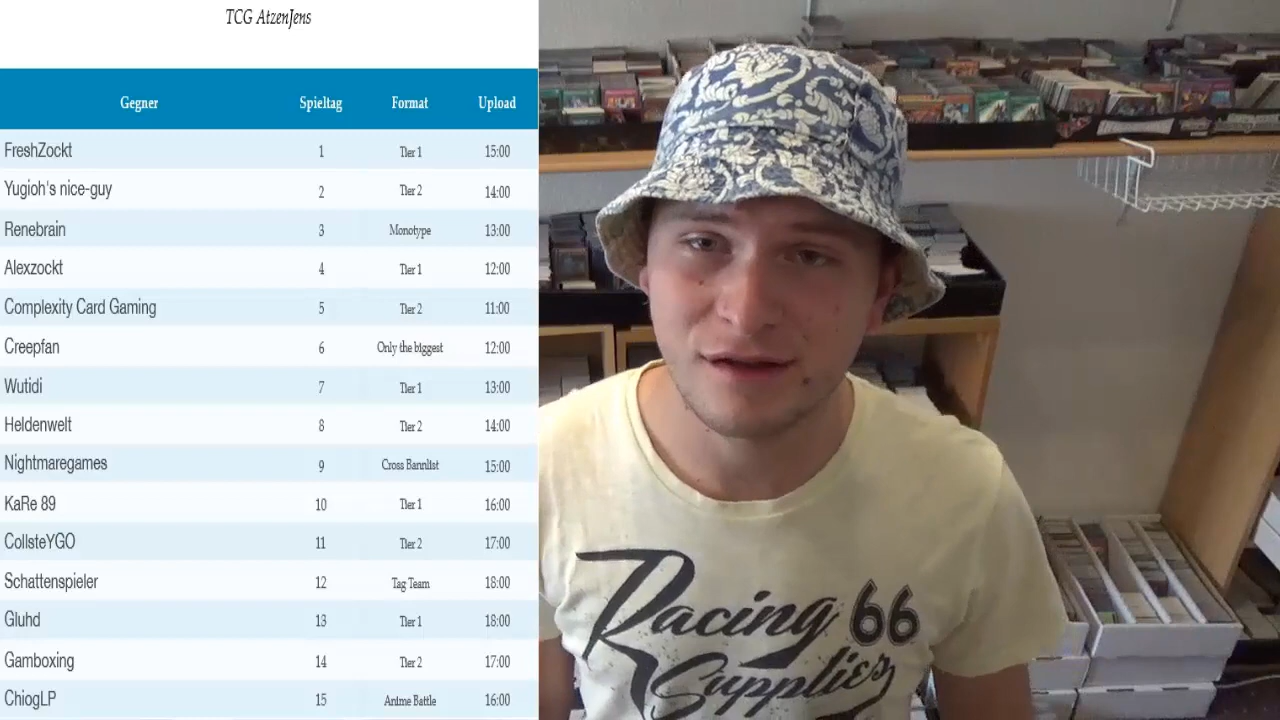 TCG AtzenJens
Gegner Spieltag Format Upload
FreshZockt 1 Tier 1 15:00
Yugioh's nice-guy 2 Tier 2 14:00
Renebrain 3 Monotype 13:00
Alexzockt 4 Tier 1 12:00
Complexity Card Gaming 5 Tier 2 11:00
Creepfan 6 Only the biggest 12:00
Wutidi 7 Tier 1 13:00
Heldenwelt 8 Tier 2 14:00
Nightmaregames 9 Cross Bannlist 15:00
KaRe 89 10 Tier 1 16:00
CollsteYGO 11 Tier 2 17:00
Schattenspieler 12 Tag Team 18:00
Gluhd 13 Tier 1 18:00
Gamboxing 14 Tier 2 17:00
ChiogLP 15 Anime Battle 16:00
Racing 66
Supplies